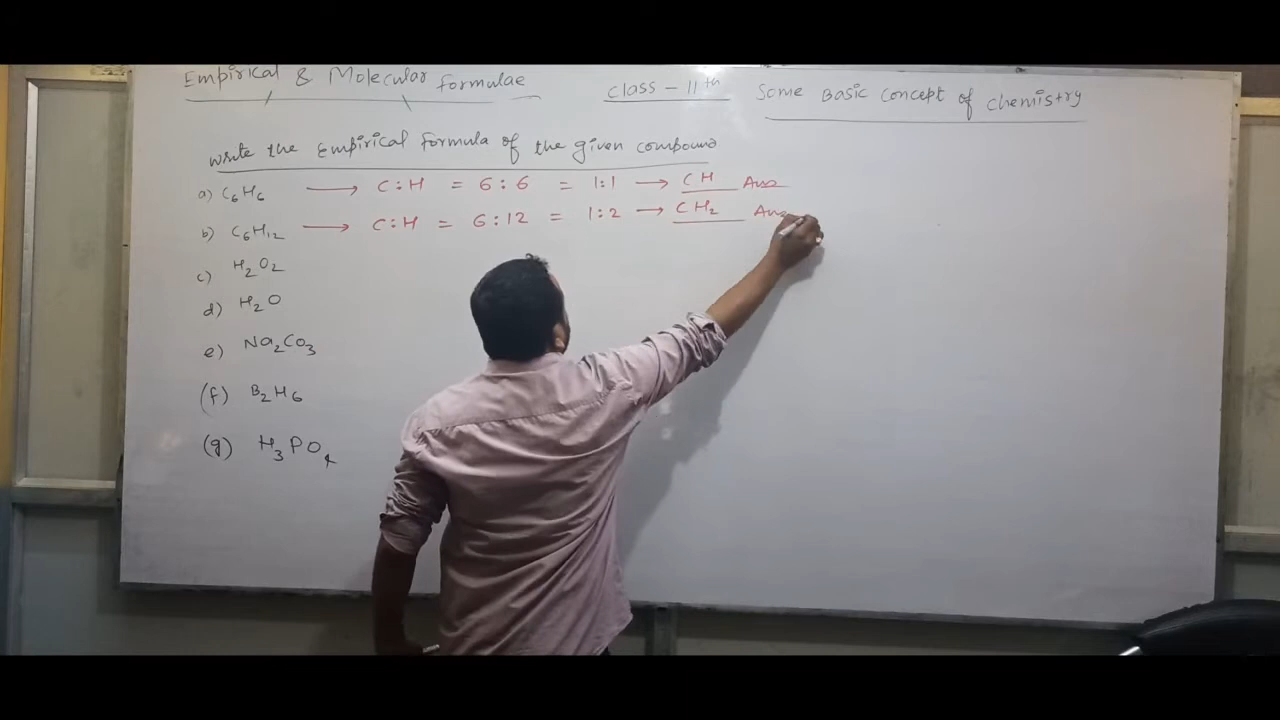 Empirical & Molecular formulae
Class - 11th Some Basic Concept of Chemistry
Write the Empirical formula of the given compound
a) C₆H₆ ⟶ C:H = 6:6 = 1:1 → CH Ans
b) C₆H₁₂ ⟶ C:H = 6:12 = 1:2 → CH₂ Ans
c) H₂O₂
d) H₂O
e) Na₂CO₃
(f) B₂H₆
(g) H₃PO₄